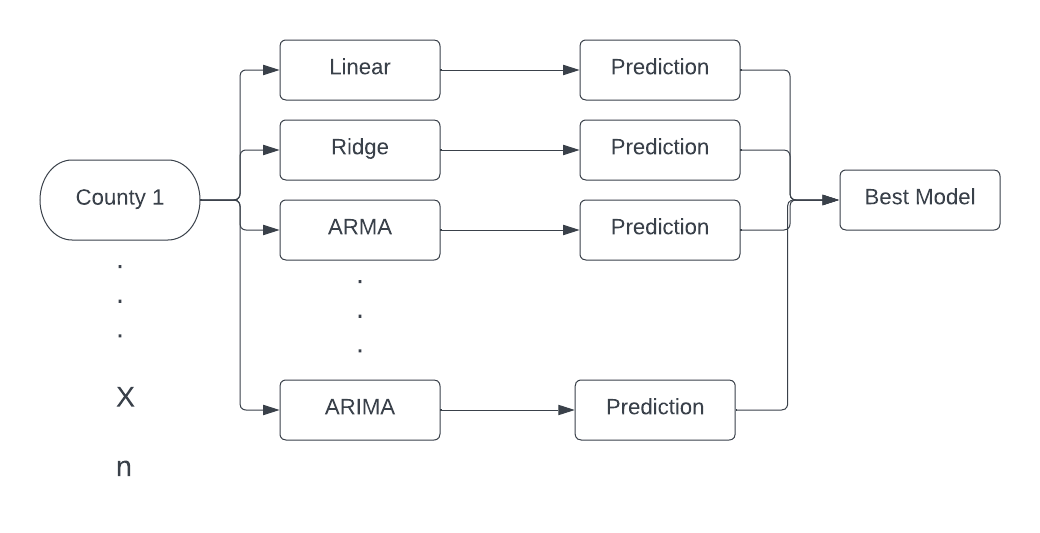 Linear
Prediction
Ridge
Prediction
County 1
ARMA
Prediction
Best Model
.
.
.
.
.
.
X
ARIMA
Prediction
n